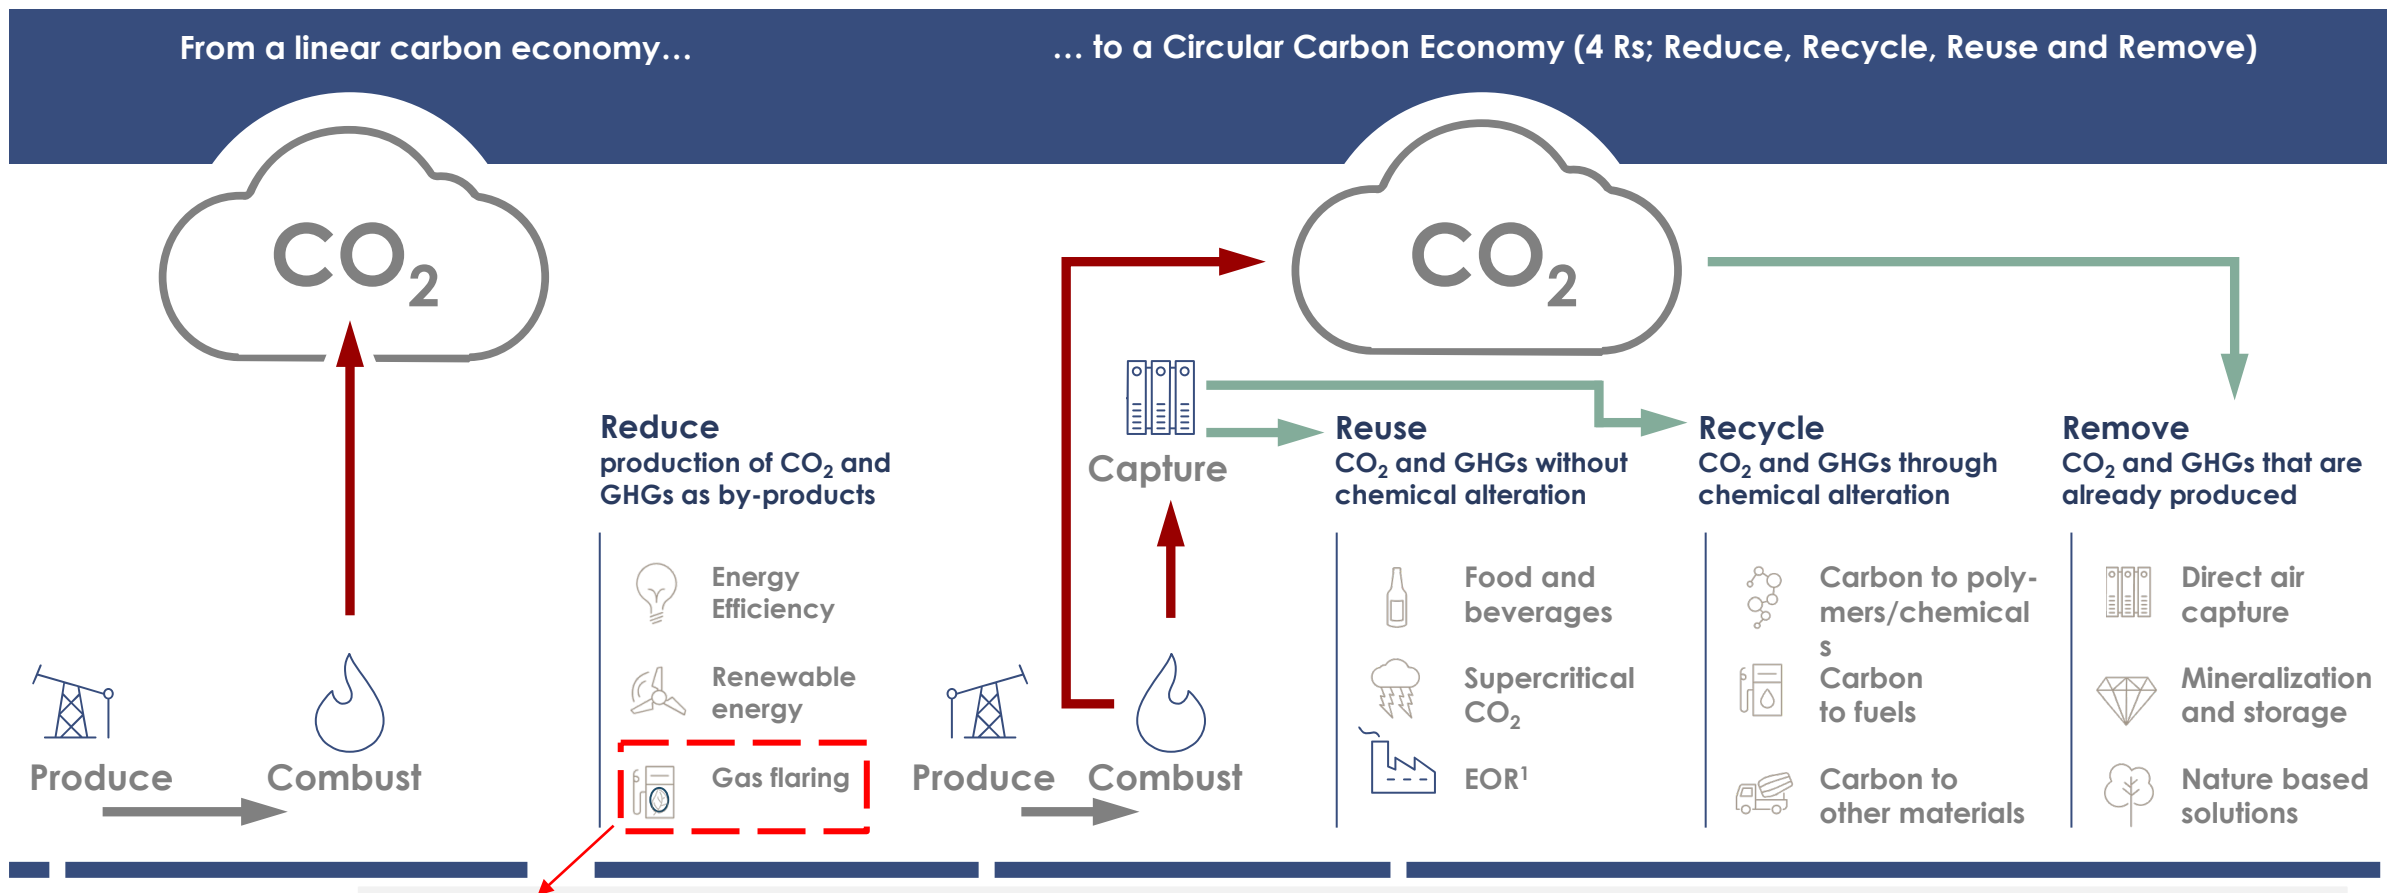 From a linear carbon economy…
… to a Circular Carbon Economy (4 Rs; Reduce, Recycle, Reuse and Remove)
CO₂
Produce
Combust
Reduce
production of CO₂ and
GHGs as by-products
Energy
Efficiency
Renewable
energy
Gas flaring
CO₂
Capture
Produce
Combust
Reuse
CO₂ and GHGs without
chemical alteration
Food and
beverages
Supercritical
CO₂
EOR¹
Recycle
CO₂ and GHGs through
chemical alteration
Carbon to poly-
mers/chemical
s
Carbon
to fuels
Carbon to
other materials
Remove
CO₂ and GHGs that are
already produced
Direct air
capture
Mineralization
and storage
Nature based
solutions